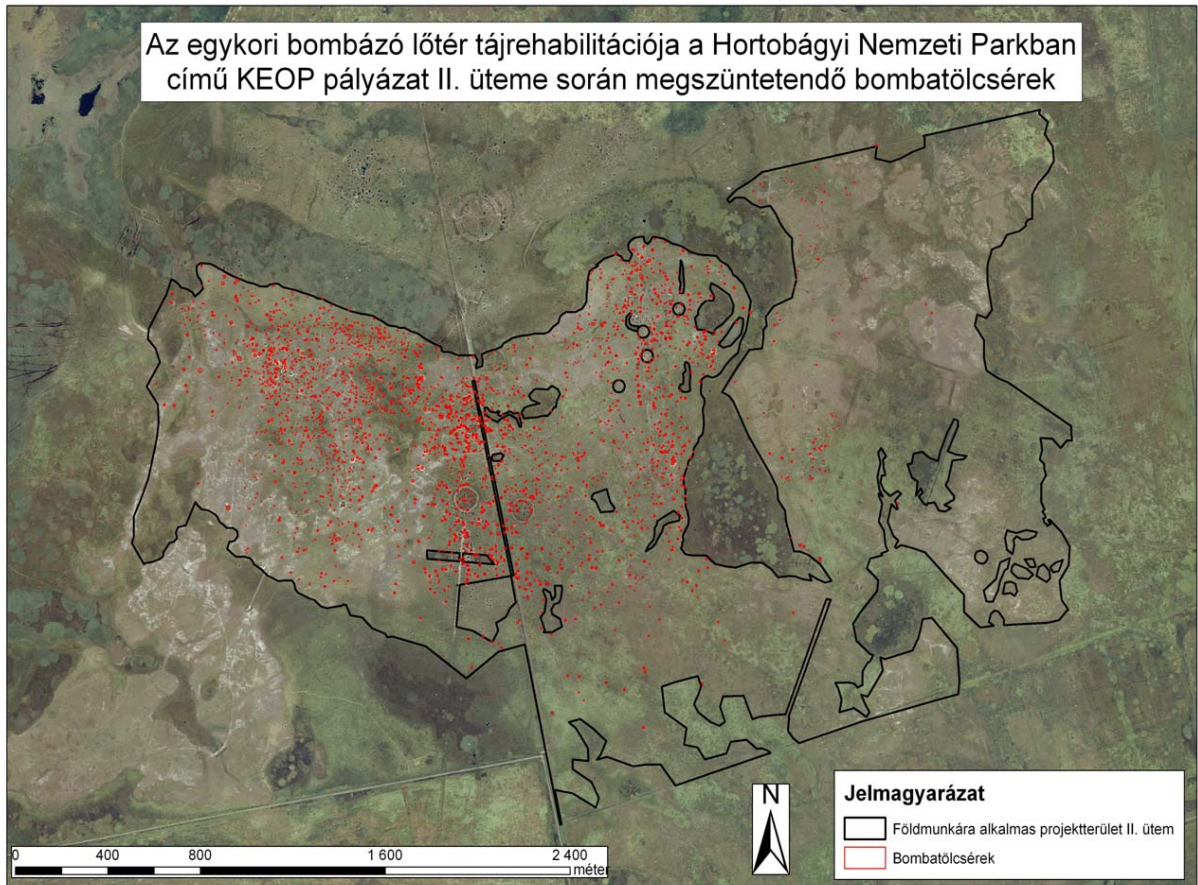 Az egykori bombázó lőtér tájrehabilitációja a Hortobágyi Nemzeti Parkban
című KEOP pályázat II. üteme során megszüntetendő bombatölcsérek
N
Jelmagyarázat
Földmunkára alkalmas projektterület II. ütem
Bombatölcsérek
0 400 800 1 600 2 400
méter